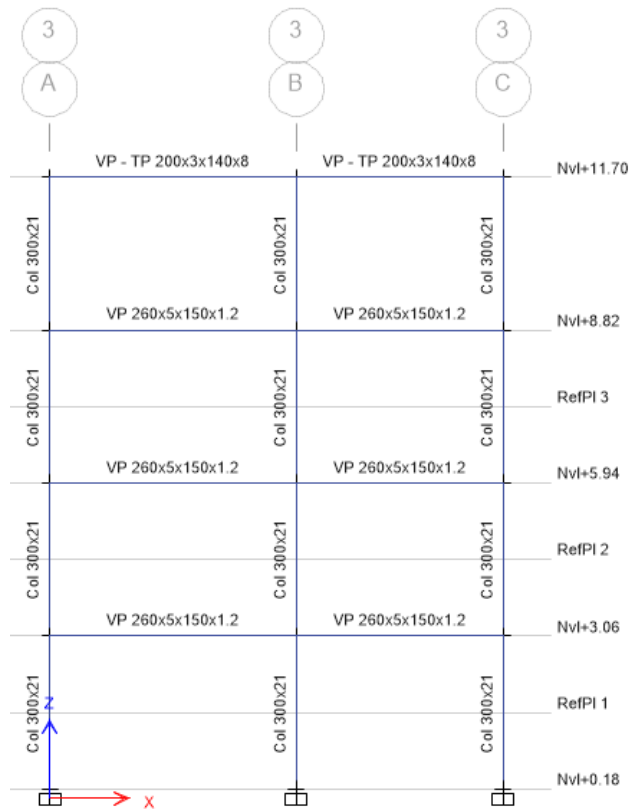 3 3 3
A B C
VP - TP 200x3x140x8 VP - TP 200x3x140x8
Nvl+11.70
Col 300x21 Col 300x21 Col 300x21
VP 260x5x150x1.2 VP 260x5x150x1.2
Nvl+8.82
Col 300x21 Col 300x21 Col 300x21
RefPl 3
VP 260x5x150x1.2 VP 260x5x150x1.2
Nvl+5.94
Col 300x21 Col 300x21 Col 300x21
RefPl 2
VP 260x5x150x1.2 VP 260x5x150x1.2
Nvl+3.06
Col 300x21 Col 300x21 Col 300x21
RefPl 1
Z
Nvl+0.18
X